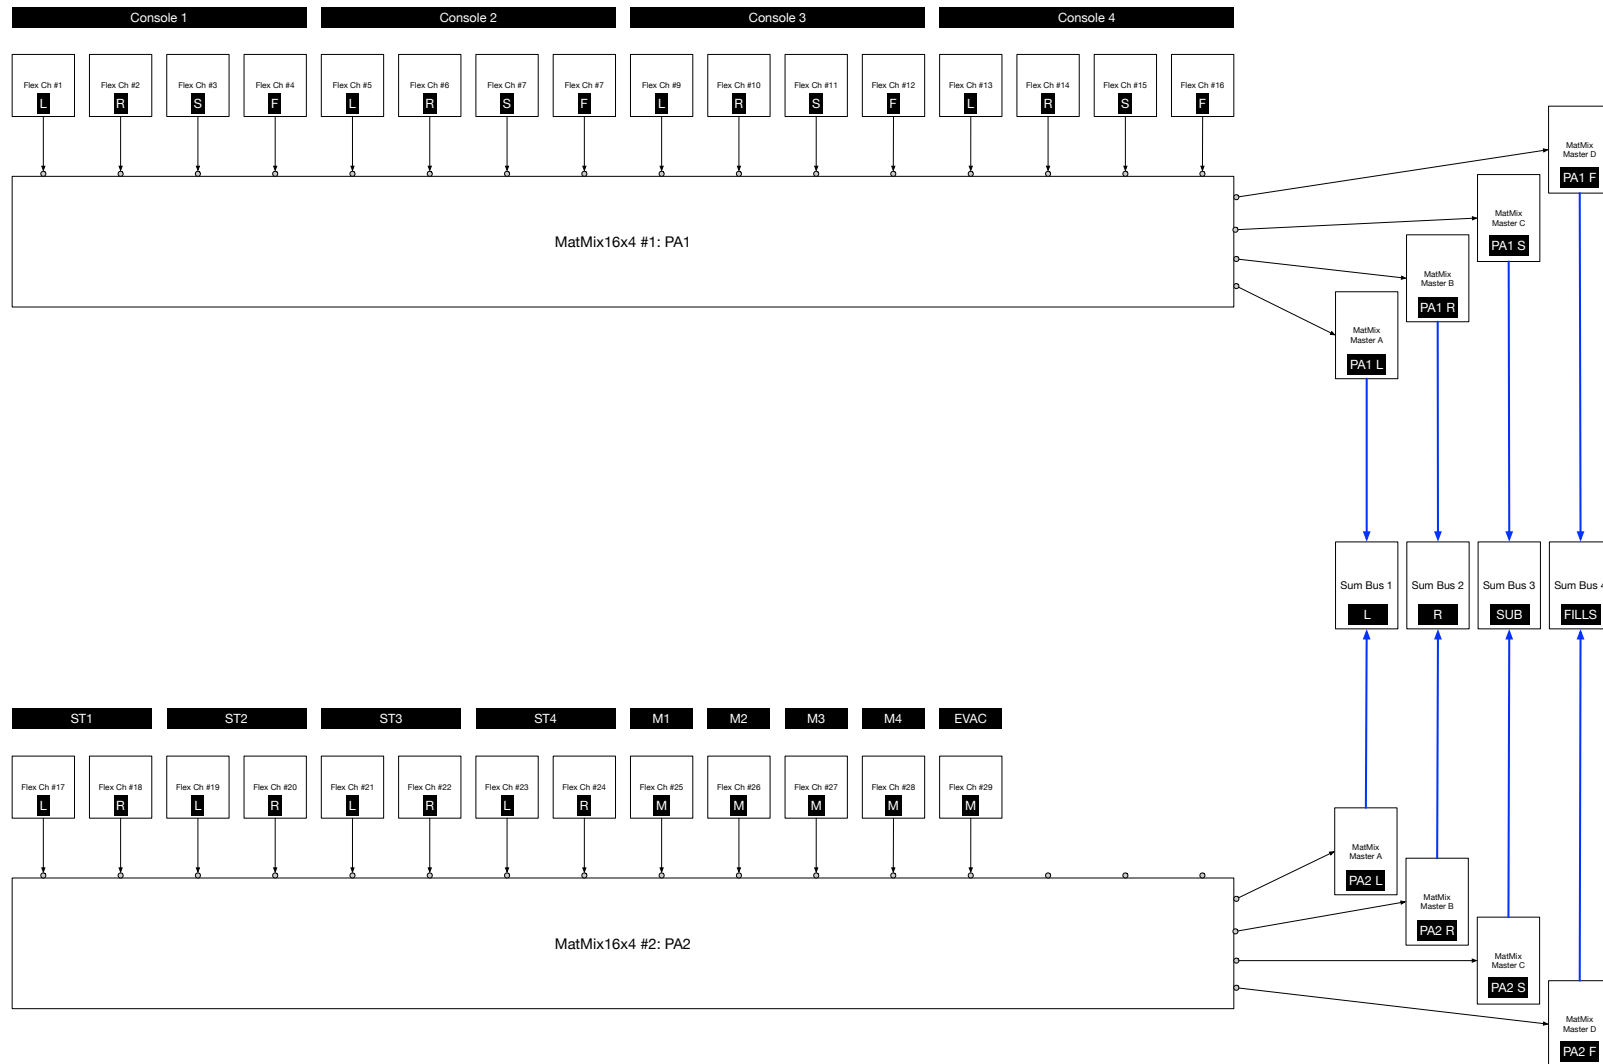 Console 1
Console 2
Console 3
Console 4
Flex Ch #1
L
Flex Ch #2
R
Flex Ch #3
S
Flex Ch #4
F
Flex Ch #5
L
Flex Ch #6
R
Flex Ch #7
S
Flex Ch #7
F
Flex Ch #9
L
Flex Ch #10
R
Flex Ch #11
S
Flex Ch #12
F
Flex Ch #13
L
Flex Ch #14
R
Flex Ch #15
S
Flex Ch #16
F
MatMix16x4 #1: PA1
MatMix
Master D
PA1 F
MatMix
Master C
PA1 S
MatMix
Master B
PA1 R
MatMix
Master A
PA1 L
Sum Bus 1
L
Sum Bus 2
R
Sum Bus 3
SUB
Sum Bus 4
FILLS
ST1
ST2
ST3
ST4
M1
M2
M3
M4
EVAC
Flex Ch #17
L
Flex Ch #18
R
Flex Ch #19
L
Flex Ch #20
R
Flex Ch #21
L
Flex Ch #22
R
Flex Ch #23
L
Flex Ch #24
R
Flex Ch #25
M
Flex Ch #26
M
Flex Ch #27
M
Flex Ch #28
M
Flex Ch #29
M
MatMix16x4 #2: PA2
MatMix
Master A
PA2 L
MatMix
Master B
PA2 R
MatMix
Master C
PA2 S
MatMix
Master D
PA2 F